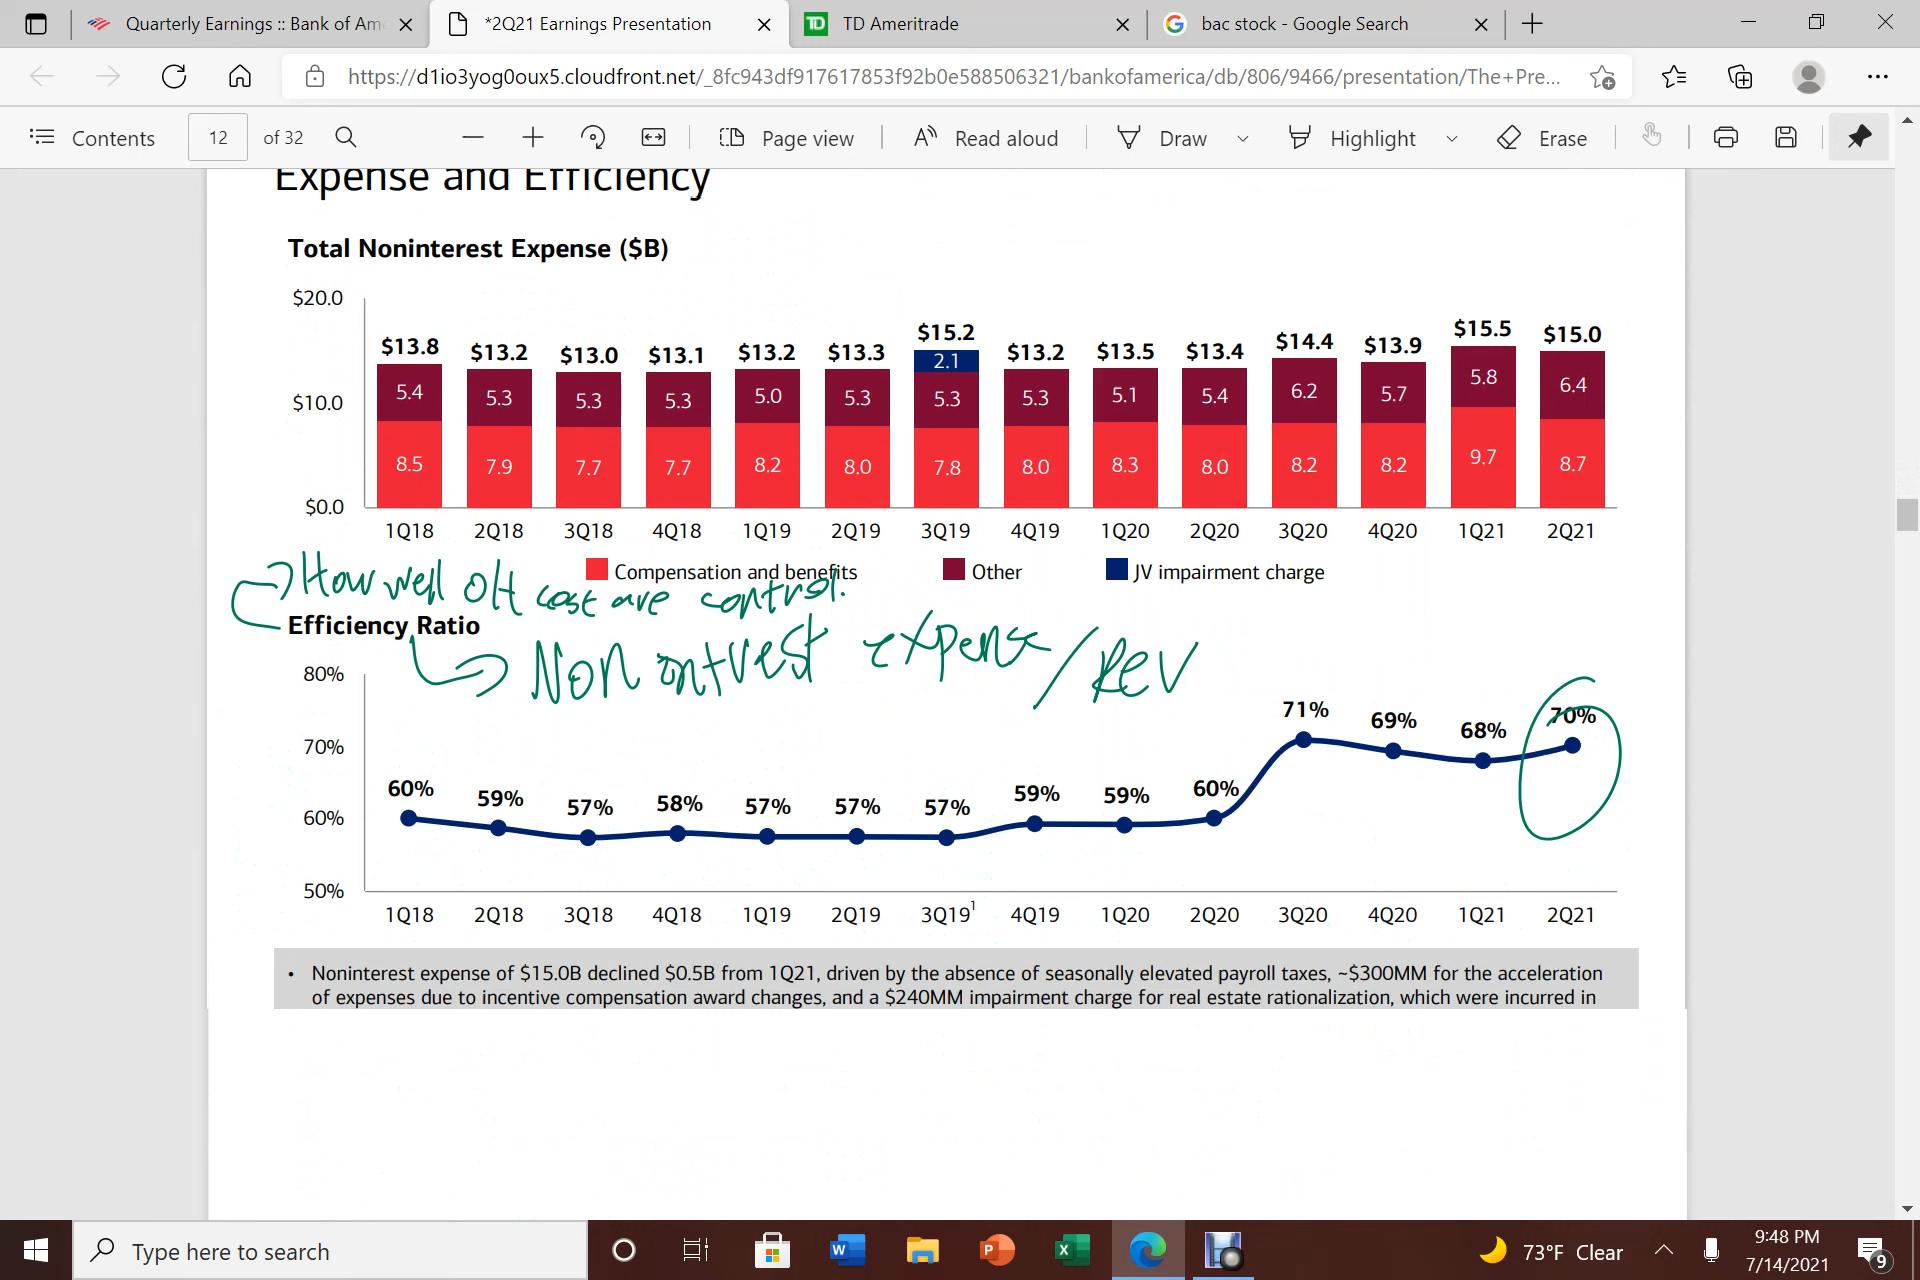 Quarterly Earnings :: Bank of Am
*2Q21 Earnings Presentation
TD Ameritrade
bac stock - Google Search
https://d1io3yog0oux5.cloudfront.net/_8fc943df917617853f92b0e588506321/bankofamerica/db/806/9466/presentation/The+Pre...
Contents 12 of 32 Page view Read aloud Draw Highlight Erase
Expense and Efficiency
Total Noninterest Expense ($B)
$20.0
$10.0
$0.0
$13.8 $13.2 $13.0 $13.1 $13.2 $13.3 $15.2 $13.2 $13.5 $13.4 $14.4 $13.9 $15.5 $15.0
2.1
5.4 5.3 5.3 5.3 5.0 5.3 5.3 5.3 5.1 5.4 6.2 5.7 5.8 6.4
8.5 7.9 7.7 7.7 8.2 8.0 7.8 8.0 8.3 8.0 8.2 8.2 9.7 8.7
1Q18 2Q18 3Q18 4Q18 1Q19 2Q19 3Q19 4Q19 1Q20 2Q20 3Q20 4Q20 1Q21 2Q21
Compensation and benefits Other JV impairment charge
How well cost are control.
Efficiency Ratio
Non intrest expense/Rev
80%
70%
60%
50%
60% 59% 57% 58% 57% 57% 57% 59% 59% 60% 71% 69% 68% 70%
1Q18 2Q18 3Q18 4Q18 1Q19 2Q19 3Q19¹ 4Q19 1Q20 2Q20 3Q20 4Q20 1Q21 2Q21
• Noninterest expense of $15.0B declined $0.5B from 1Q21, driven by the absence of seasonally elevated payroll taxes, ~$300MM for the acceleration
of expenses due to incentive compensation award changes, and a $240MM impairment charge for real estate rationalization, which were incurred in
Type here to search
73°F Clear
9:48 PM
7/14/2021
9